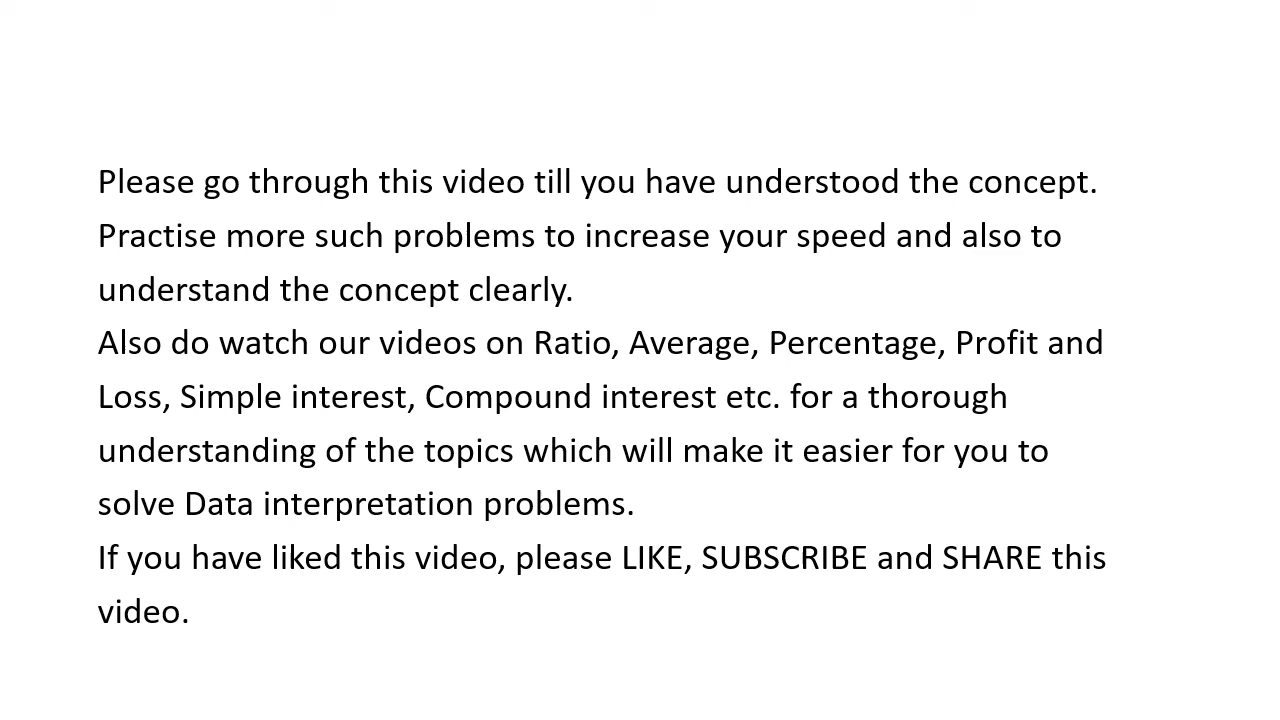 Please go through this video till you have understood the concept.
Practise more such problems to increase your speed and also to
understand the concept clearly.
Also do watch our videos on Ratio, Average, Percentage, Profit and
Loss, Simple interest, Compound interest etc. for a thorough
understanding of the topics which will make it easier for you to
solve Data interpretation problems.
If you have liked this video, please LIKE, SUBSCRIBE and SHARE this
video.